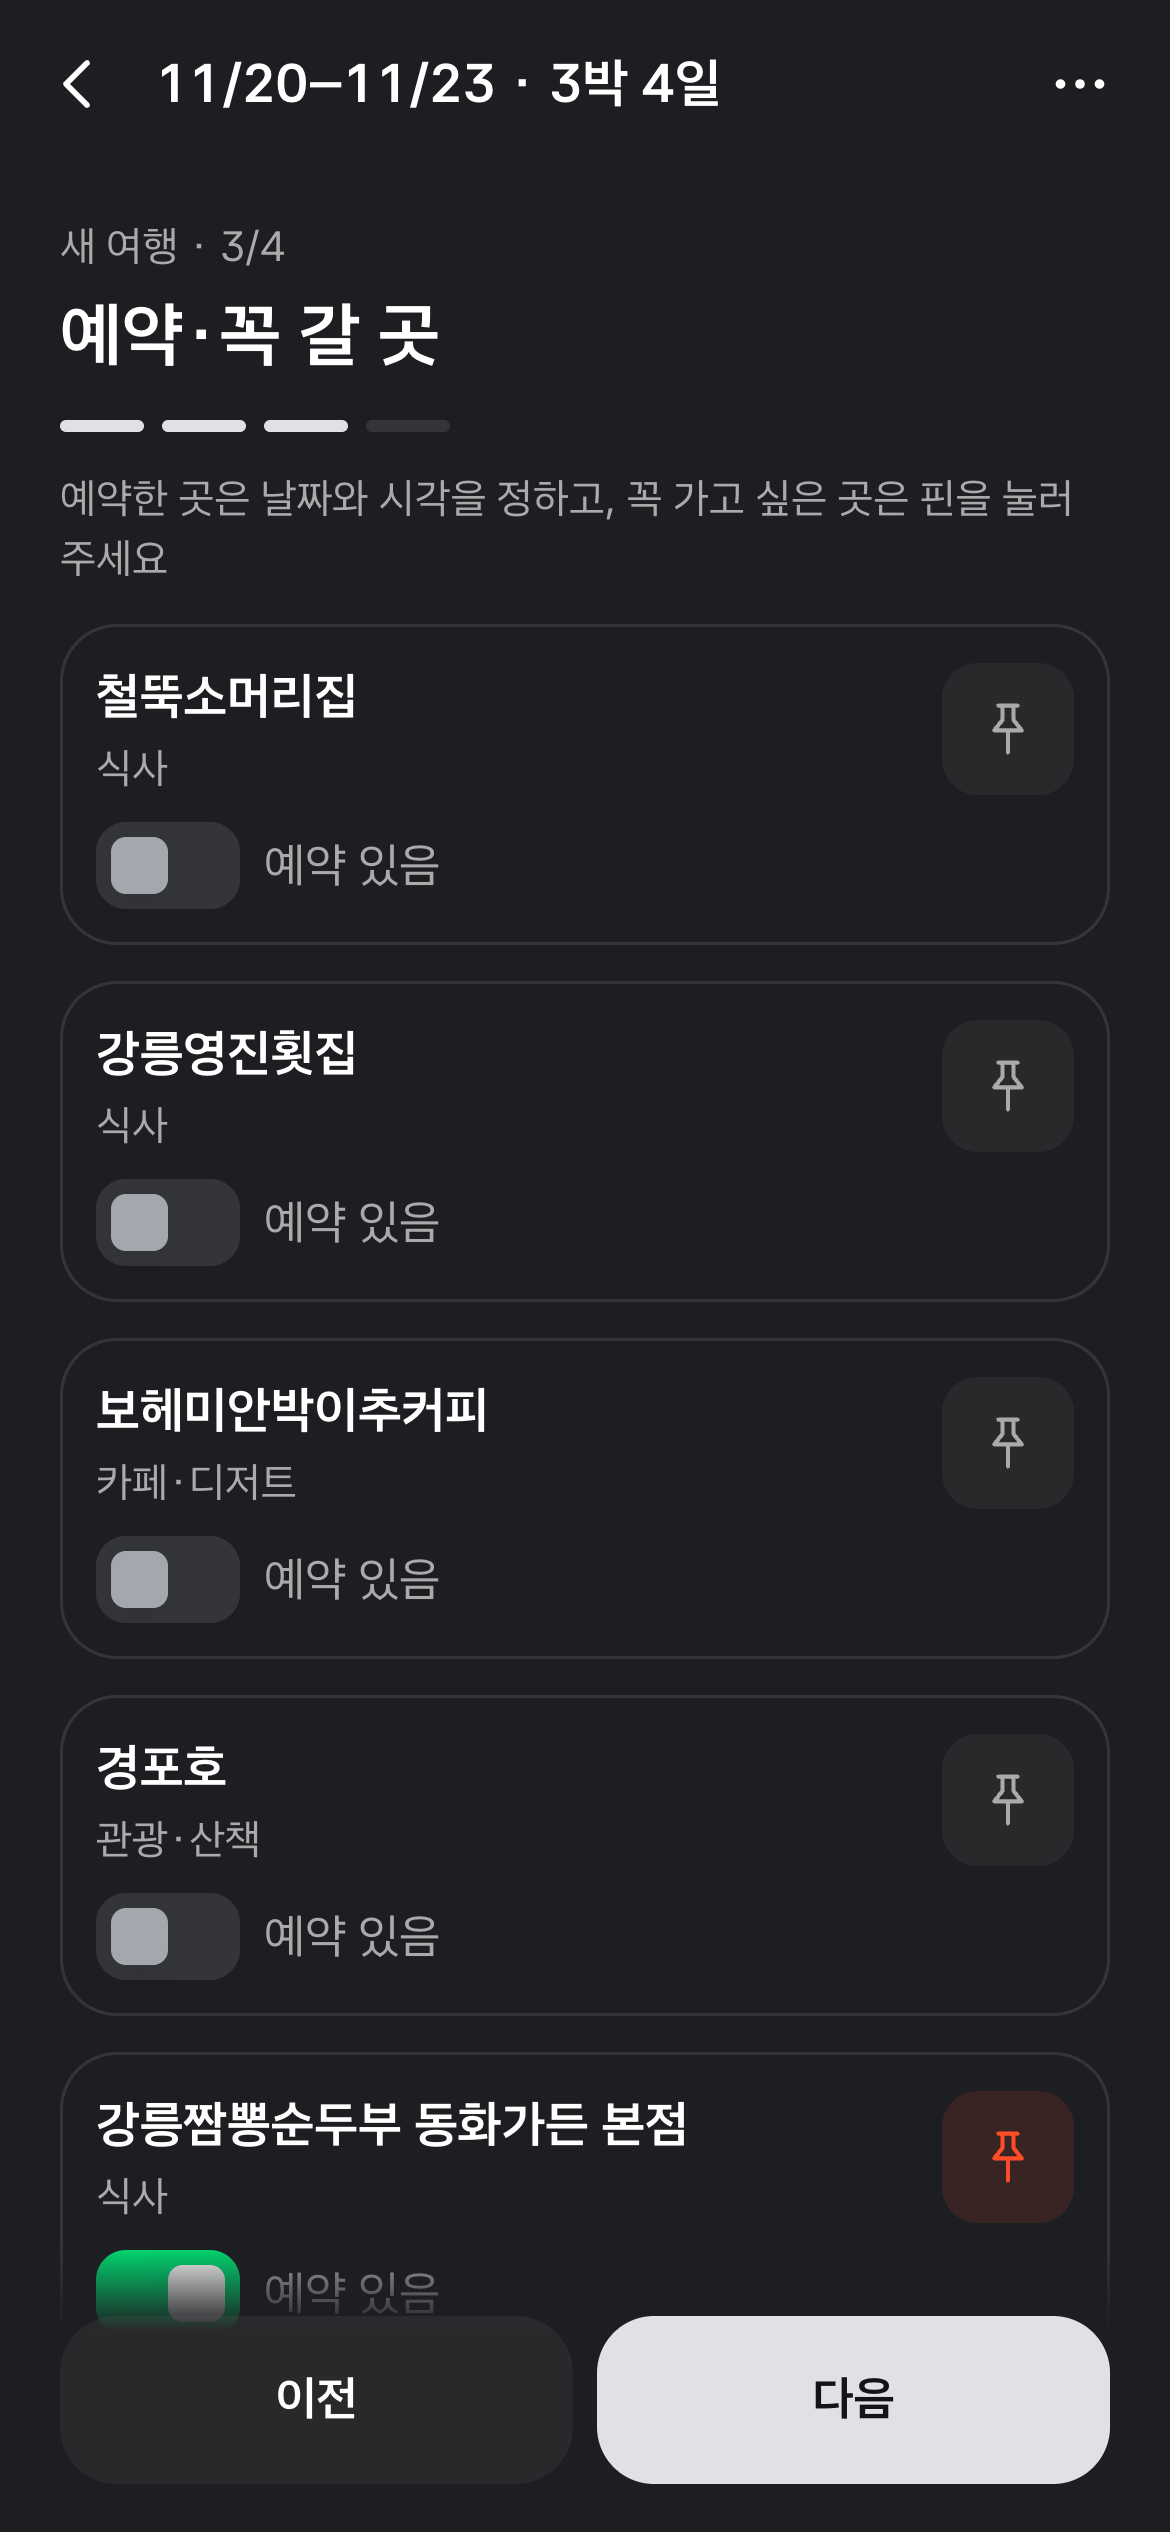 11/20–11/23 · 3박 4일
새 여행 · 3/4
예약·꼭 갈 곳
예약한 곳은 날짜와 시각을 정하고, 꼭 가고 싶은 곳은 핀을 눌러
주세요
철뚝소머리집
식사
예약 있음
강릉영진횟집
식사
예약 있음
보헤미안박이추커피
카페·디저트
예약 있음
경포호
관광·산책
예약 있음
강릉짬뽕순두부 동화가든 본점
식사
예약 있음
이전
다음